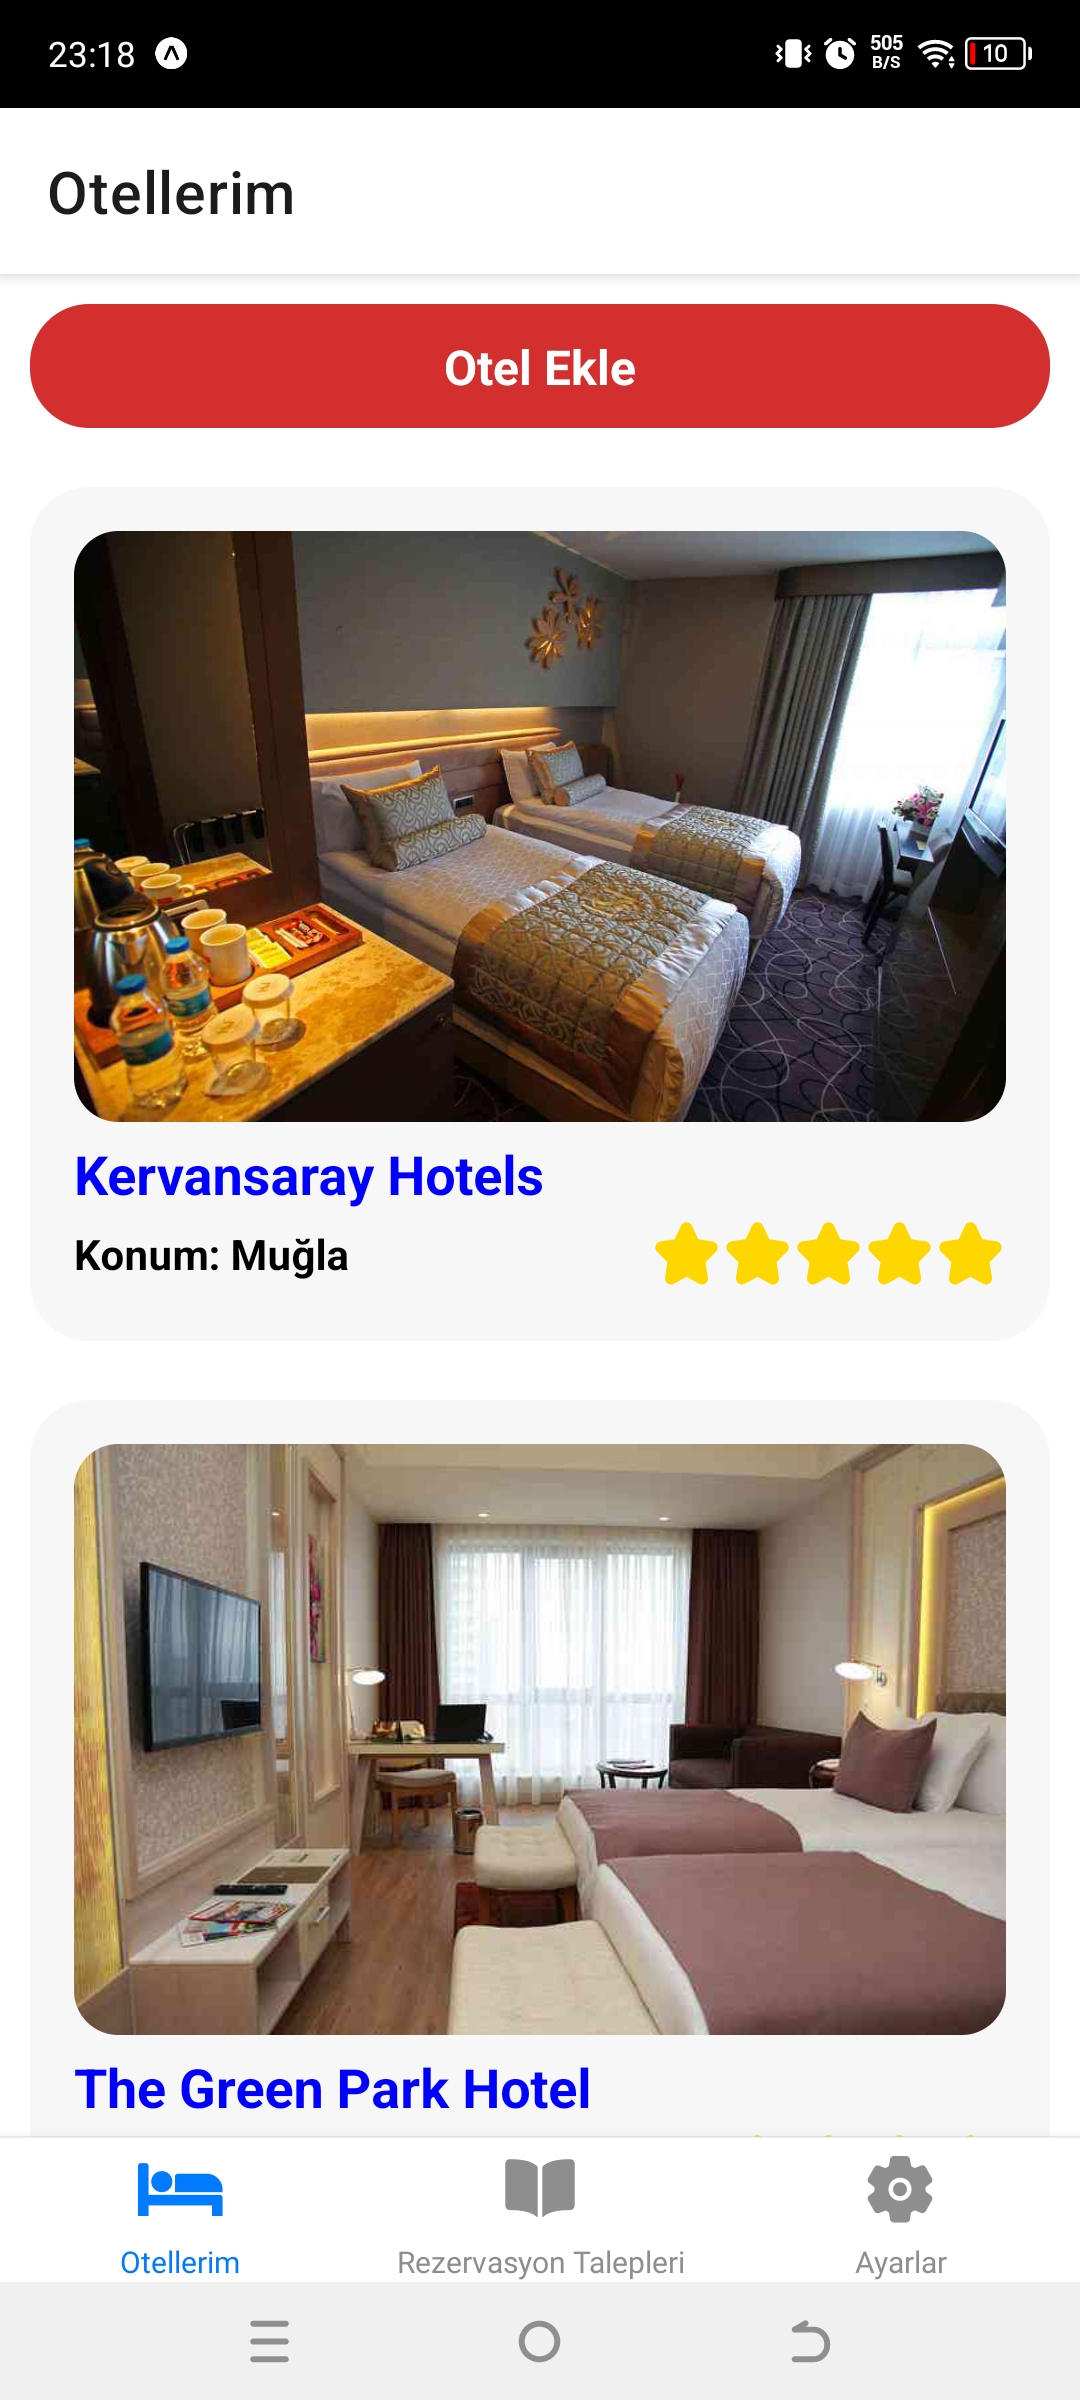 23:18
505
B/S
10
Otellerim
Otel Ekle
Kervansaray Hotels
Konum: Muğla
The Green Park Hotel
Otellerim
Rezervasyon Talepleri
Ayarlar